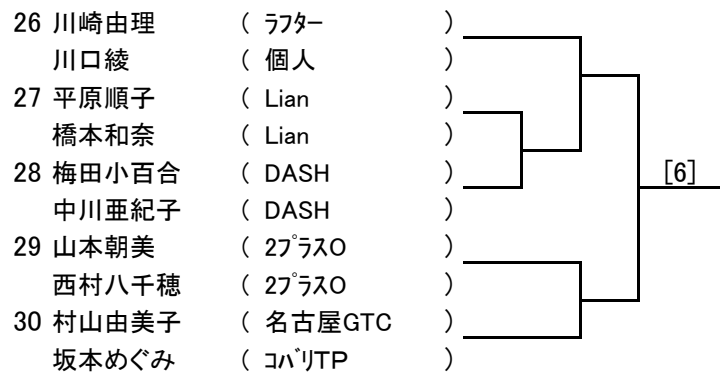 26 川崎由理 ( ﾗﾌﾀｰ )
川口綾 ( 個人 )
27 平原順子 ( Lian )
橋本和奈 ( Lian )
28 梅田小百合 ( DASH )
中川亜紀子 ( DASH )
[6]
29 山本朝美 ( 2ﾌﾟﾗｽO )
西村八千穂 ( 2ﾌﾟﾗｽO )
30 村山由美子 ( 名古屋GTC )
坂本めぐみ ( ｺﾊﾞﾘTP )